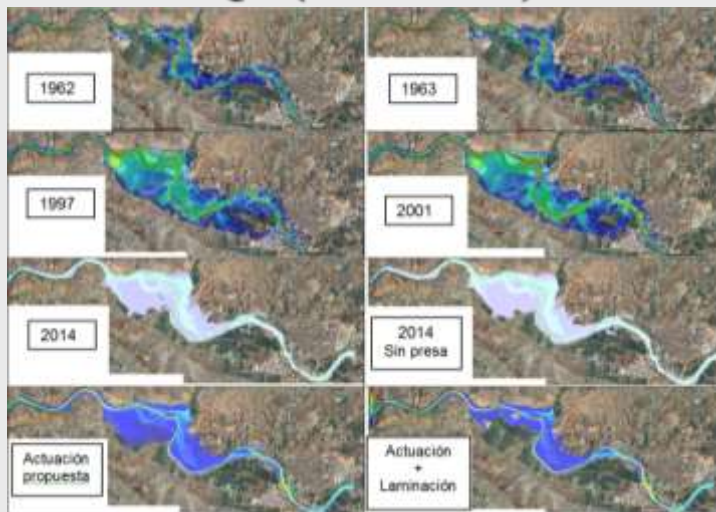 1962
1963
1997
2001
2014
2014
Sin presa
Actuación
propuesta
Actuación
+
Laminación